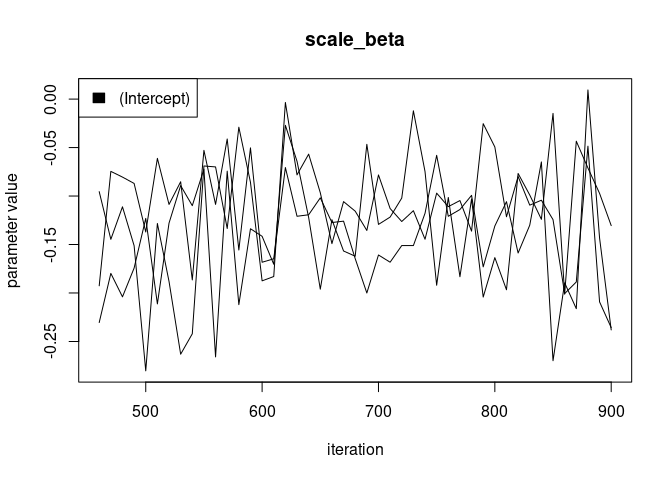 scale_beta
(Intercept)
0.00
-0.05
-0.15
-0.25
parameter value
500 600 700 800 900
iteration